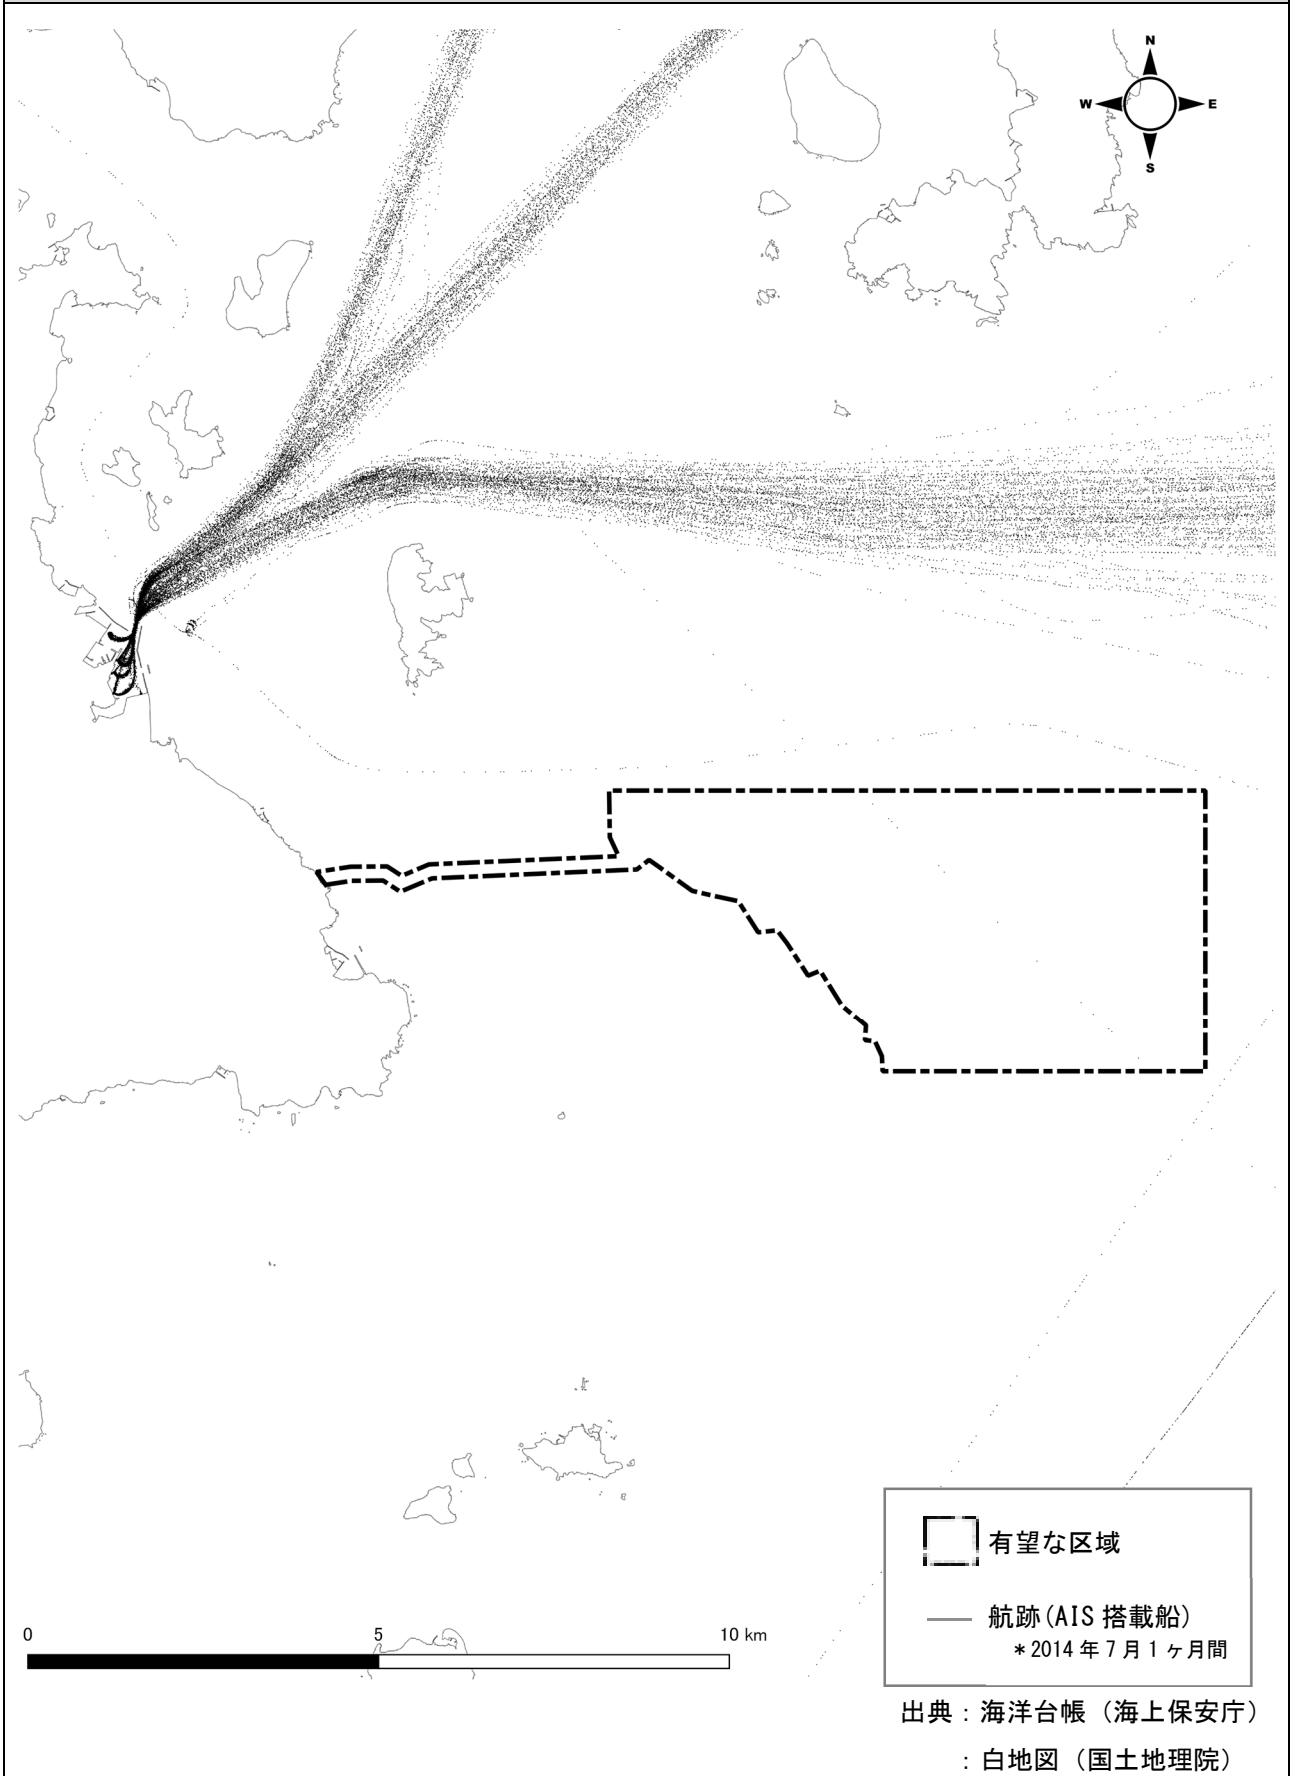 N
W E
S
有望な区域
航跡(AIS 搭載船)
＊2014 年 7 月 1 ヶ月間
0 5 10 km
出典：海洋台帳（海上保安庁）
：白地図（国土地理院）